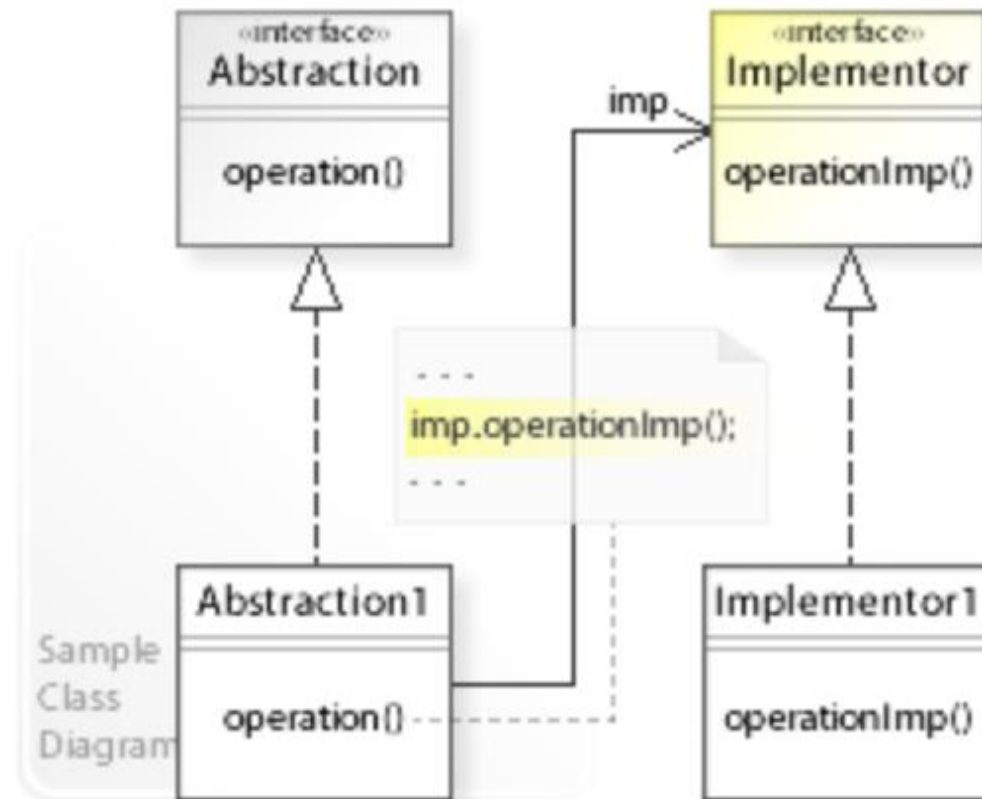 «interface»
Abstraction
operation()
«interface»
Implementor
operationImp()
imp
- - -
imp.operationImp();
- - -
Abstraction1
operation()
Implementor1
operationImp()
Sample
Class
Diagram